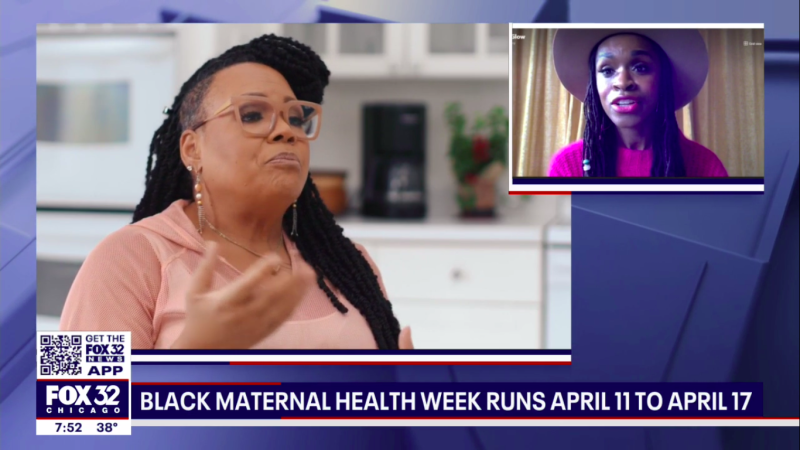 GET THE
FOX 32
NEWS
APP
FOX 32
CHICAGO
7:52 38°
BLACK MATERNAL HEALTH WEEK RUNS APRIL 11 TO APRIL 17